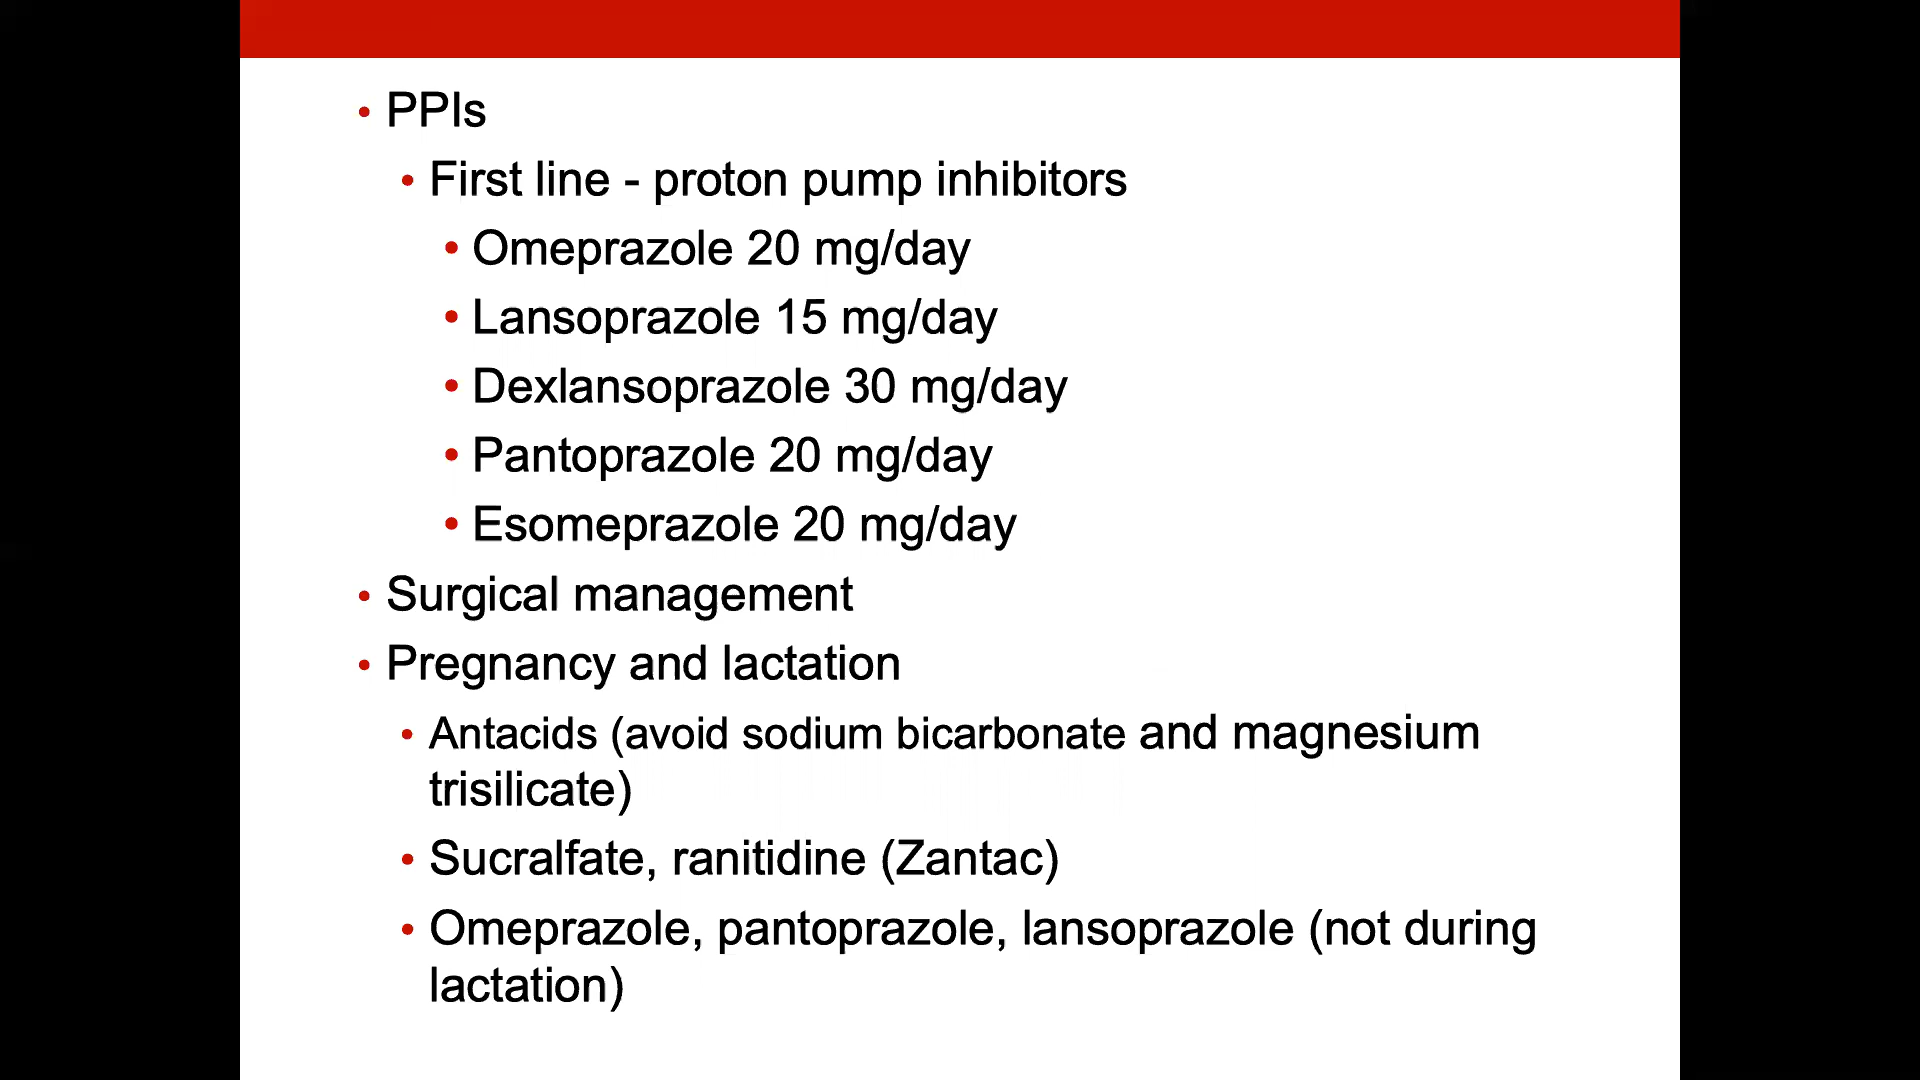 • PPIs
• First line - proton pump inhibitors
• Omeprazole 20 mg/day
• Lansoprazole 15 mg/day
• Dexlansoprazole 30 mg/day
• Pantoprazole 20 mg/day
• Esomeprazole 20 mg/day
• Surgical management
• Pregnancy and lactation
• Antacids (avoid sodium bicarbonate and magnesium
trisilicate)
• Sucralfate, ranitidine (Zantac)
• Omeprazole, pantoprazole, lansoprazole (not during
lactation)